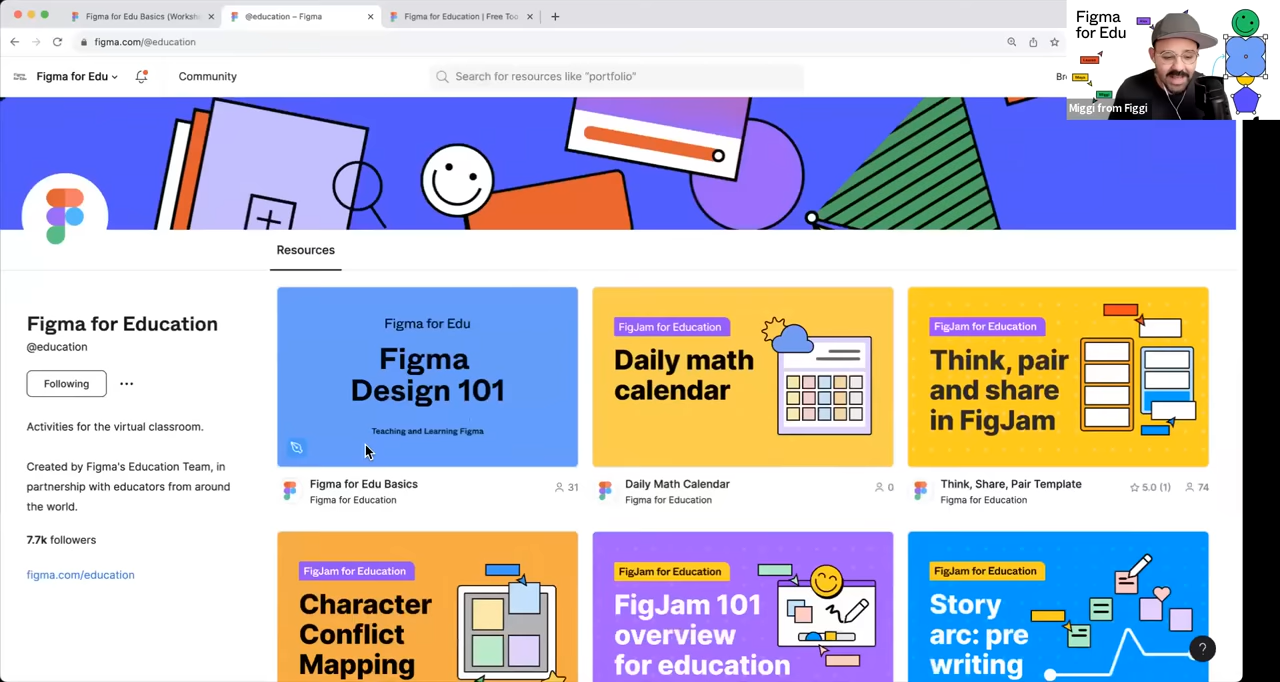 Figma for Edu Basics (Worksh
@education – Figma
Figma for Education | Free Too
figma.com/@education
Figma for Edu
Community
Search for resources like "portfolio"
Figma
for Edu
Miggi from Figgi
Resources
Figma for Education
@education
Following
Activities for the virtual classroom.
Created by Figma's Education Team, in
partnership with educators from around
the world.
7.7k followers
figma.com/education
Figma for Edu
Figma
Design 101
Teaching and Learning Figma
Figma for Edu Basics
Figma for Education
31
FigJam for Education
Daily math
calendar
Daily Math Calendar
Figma for Education
0
FigJam for Education
Think, pair
and share
in FigJam
Think, Share, Pair Template
Figma for Education
5.0 (1)
74
FigJam for Education
Character
Conflict
Mapping
FigJam for Education
FigJam 101
overview
for education
FigJam for Education
Story
arc: pre
writing
?